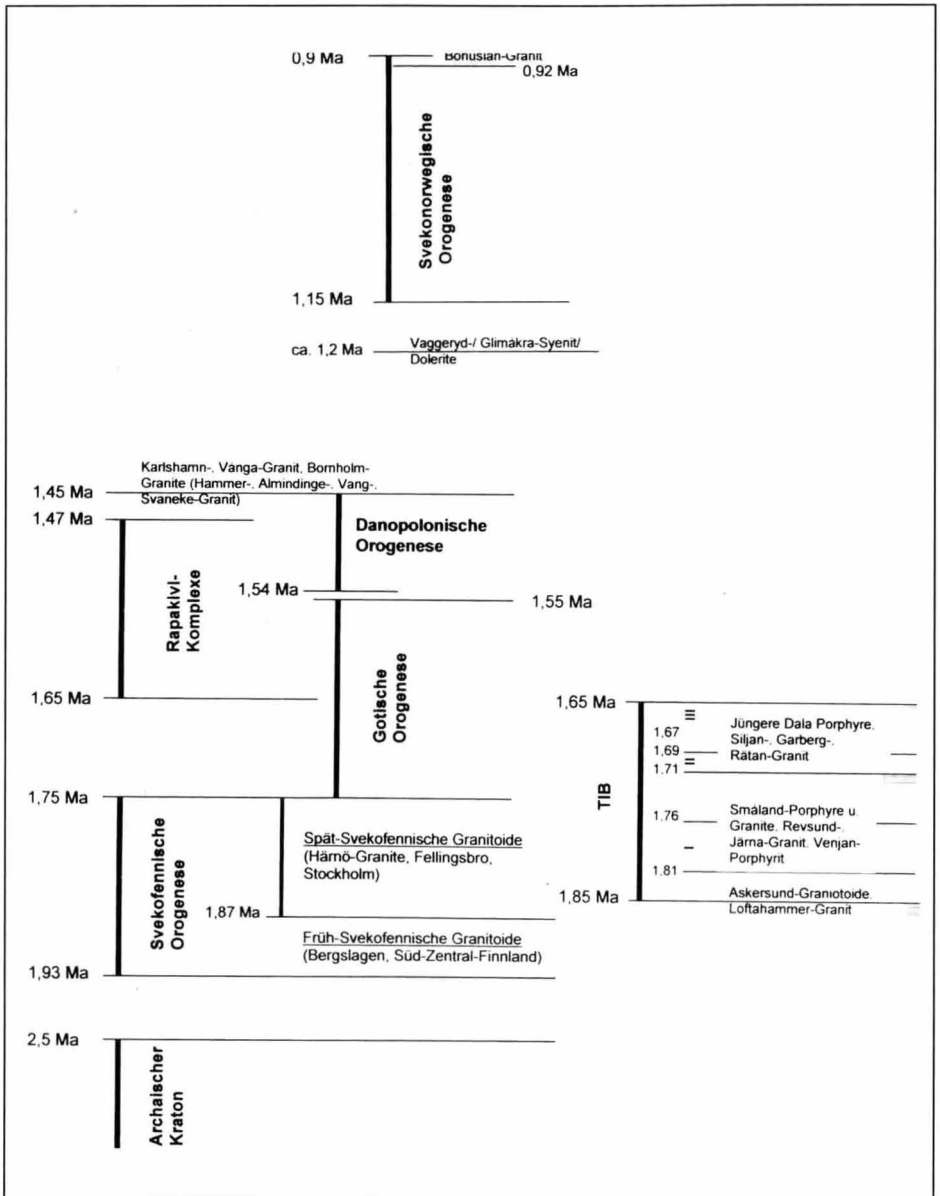 0,9 Ma
Bohuslän-Granit
0,92 Ma
Svekonorwegische
Orogenese
1,15 Ma
ca. 1,2 Ma
Vaggeryd-/ Glimåkra-Syenit/
Dolerite
Karlshamn-, Vånga-Granit, Bornholm-
Granite (Hammer-, Almindinge-, Vang-,
Svaneke-Granit)
1,45 Ma
1,47 Ma
Danopolonische
Orogenese
Rapakivi-
Komplexe
1,54 Ma
1,55 Ma
1,65 Ma
Gotische
Orogenese
1,75 Ma
Svekofennische
Orogenese
Spät-Svekofennische Granitoide
(Härnö-Granite, Fellingsbro,
Stockholm)
1,87 Ma
Früh-Svekofennische Granitoide
(Bergslagen, Süd-Zentral-Finnland)
1,93 Ma
2,5 Ma
Archaischer
Kraton
1,65 Ma
TIB
1,67
1,69
1.71
Jüngere Dala Porphyre,
Siljan-, Garberg-,
Rätan-Granit
1.76
1.81
Småland-Porphyre u.
Granite, Revsund-,
Järna-Granit, Venjan-
Porphyrit
1,85 Ma
Askersund-Graniotoide,
Loftahammer-Granit